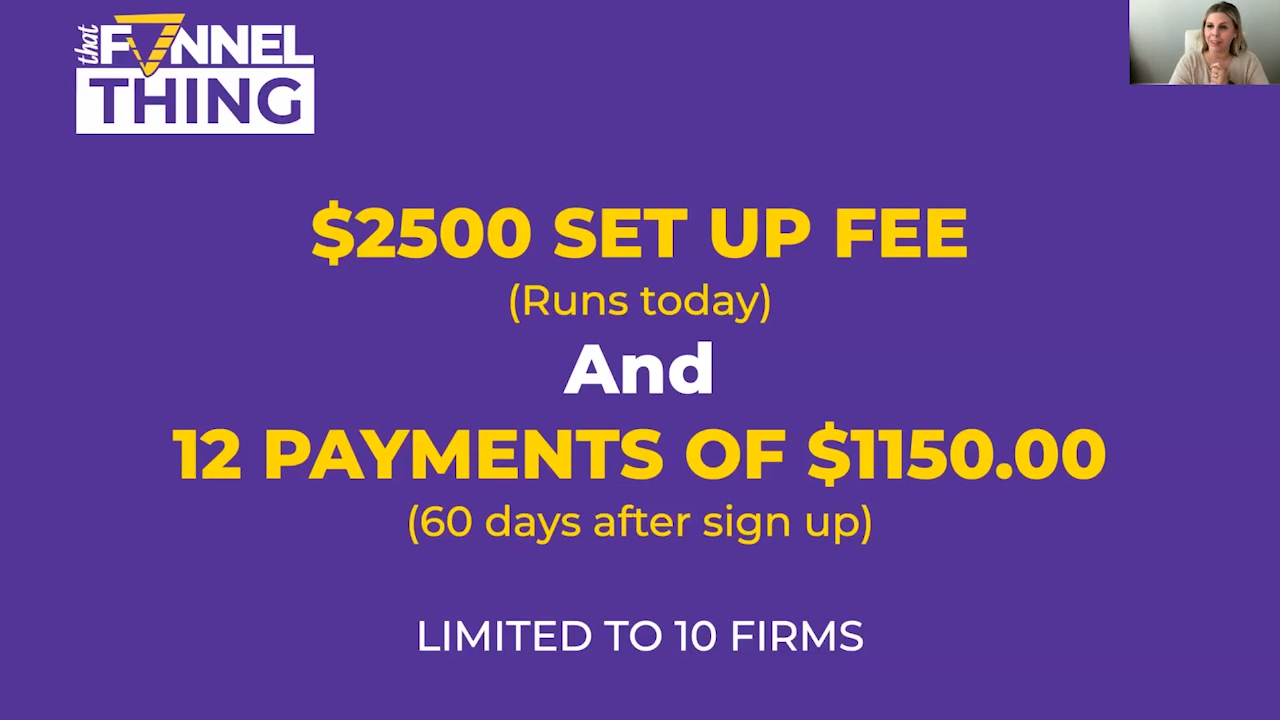 that
FUNNEL
THING
$2500 SET UP FEE
(Runs today)
And
12 PAYMENTS OF $1150.00
(60 days after sign up)
LIMITED TO 10 FIRMS